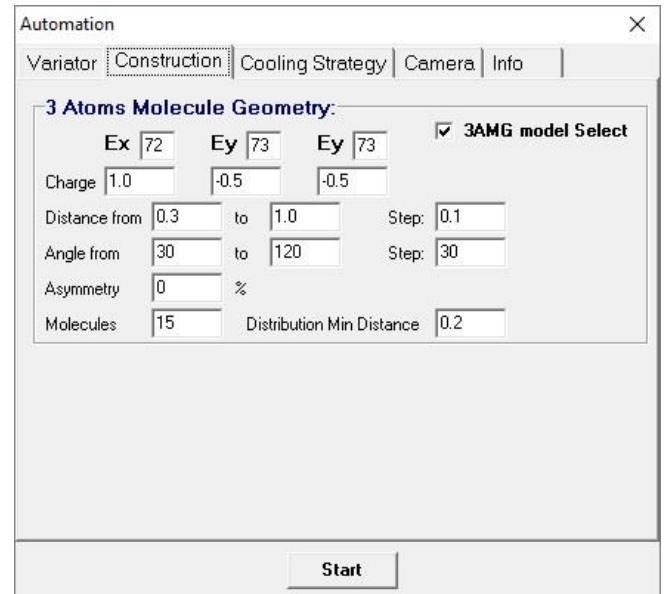 Automation
Variator Construction Cooling Strategy Camera Info
3 Atoms Molecule Geometry:
3AMG model Select
Ex 72 Ey 73 Ey 73
Charge 1.0 -0.5 -0.5
Distance from 0.3 to 1.0 Step: 0.1
Angle from 30 to 120 Step: 30
Asymmetry 0 %
Molecules 15 Distribution Min Distance 0.2
Start